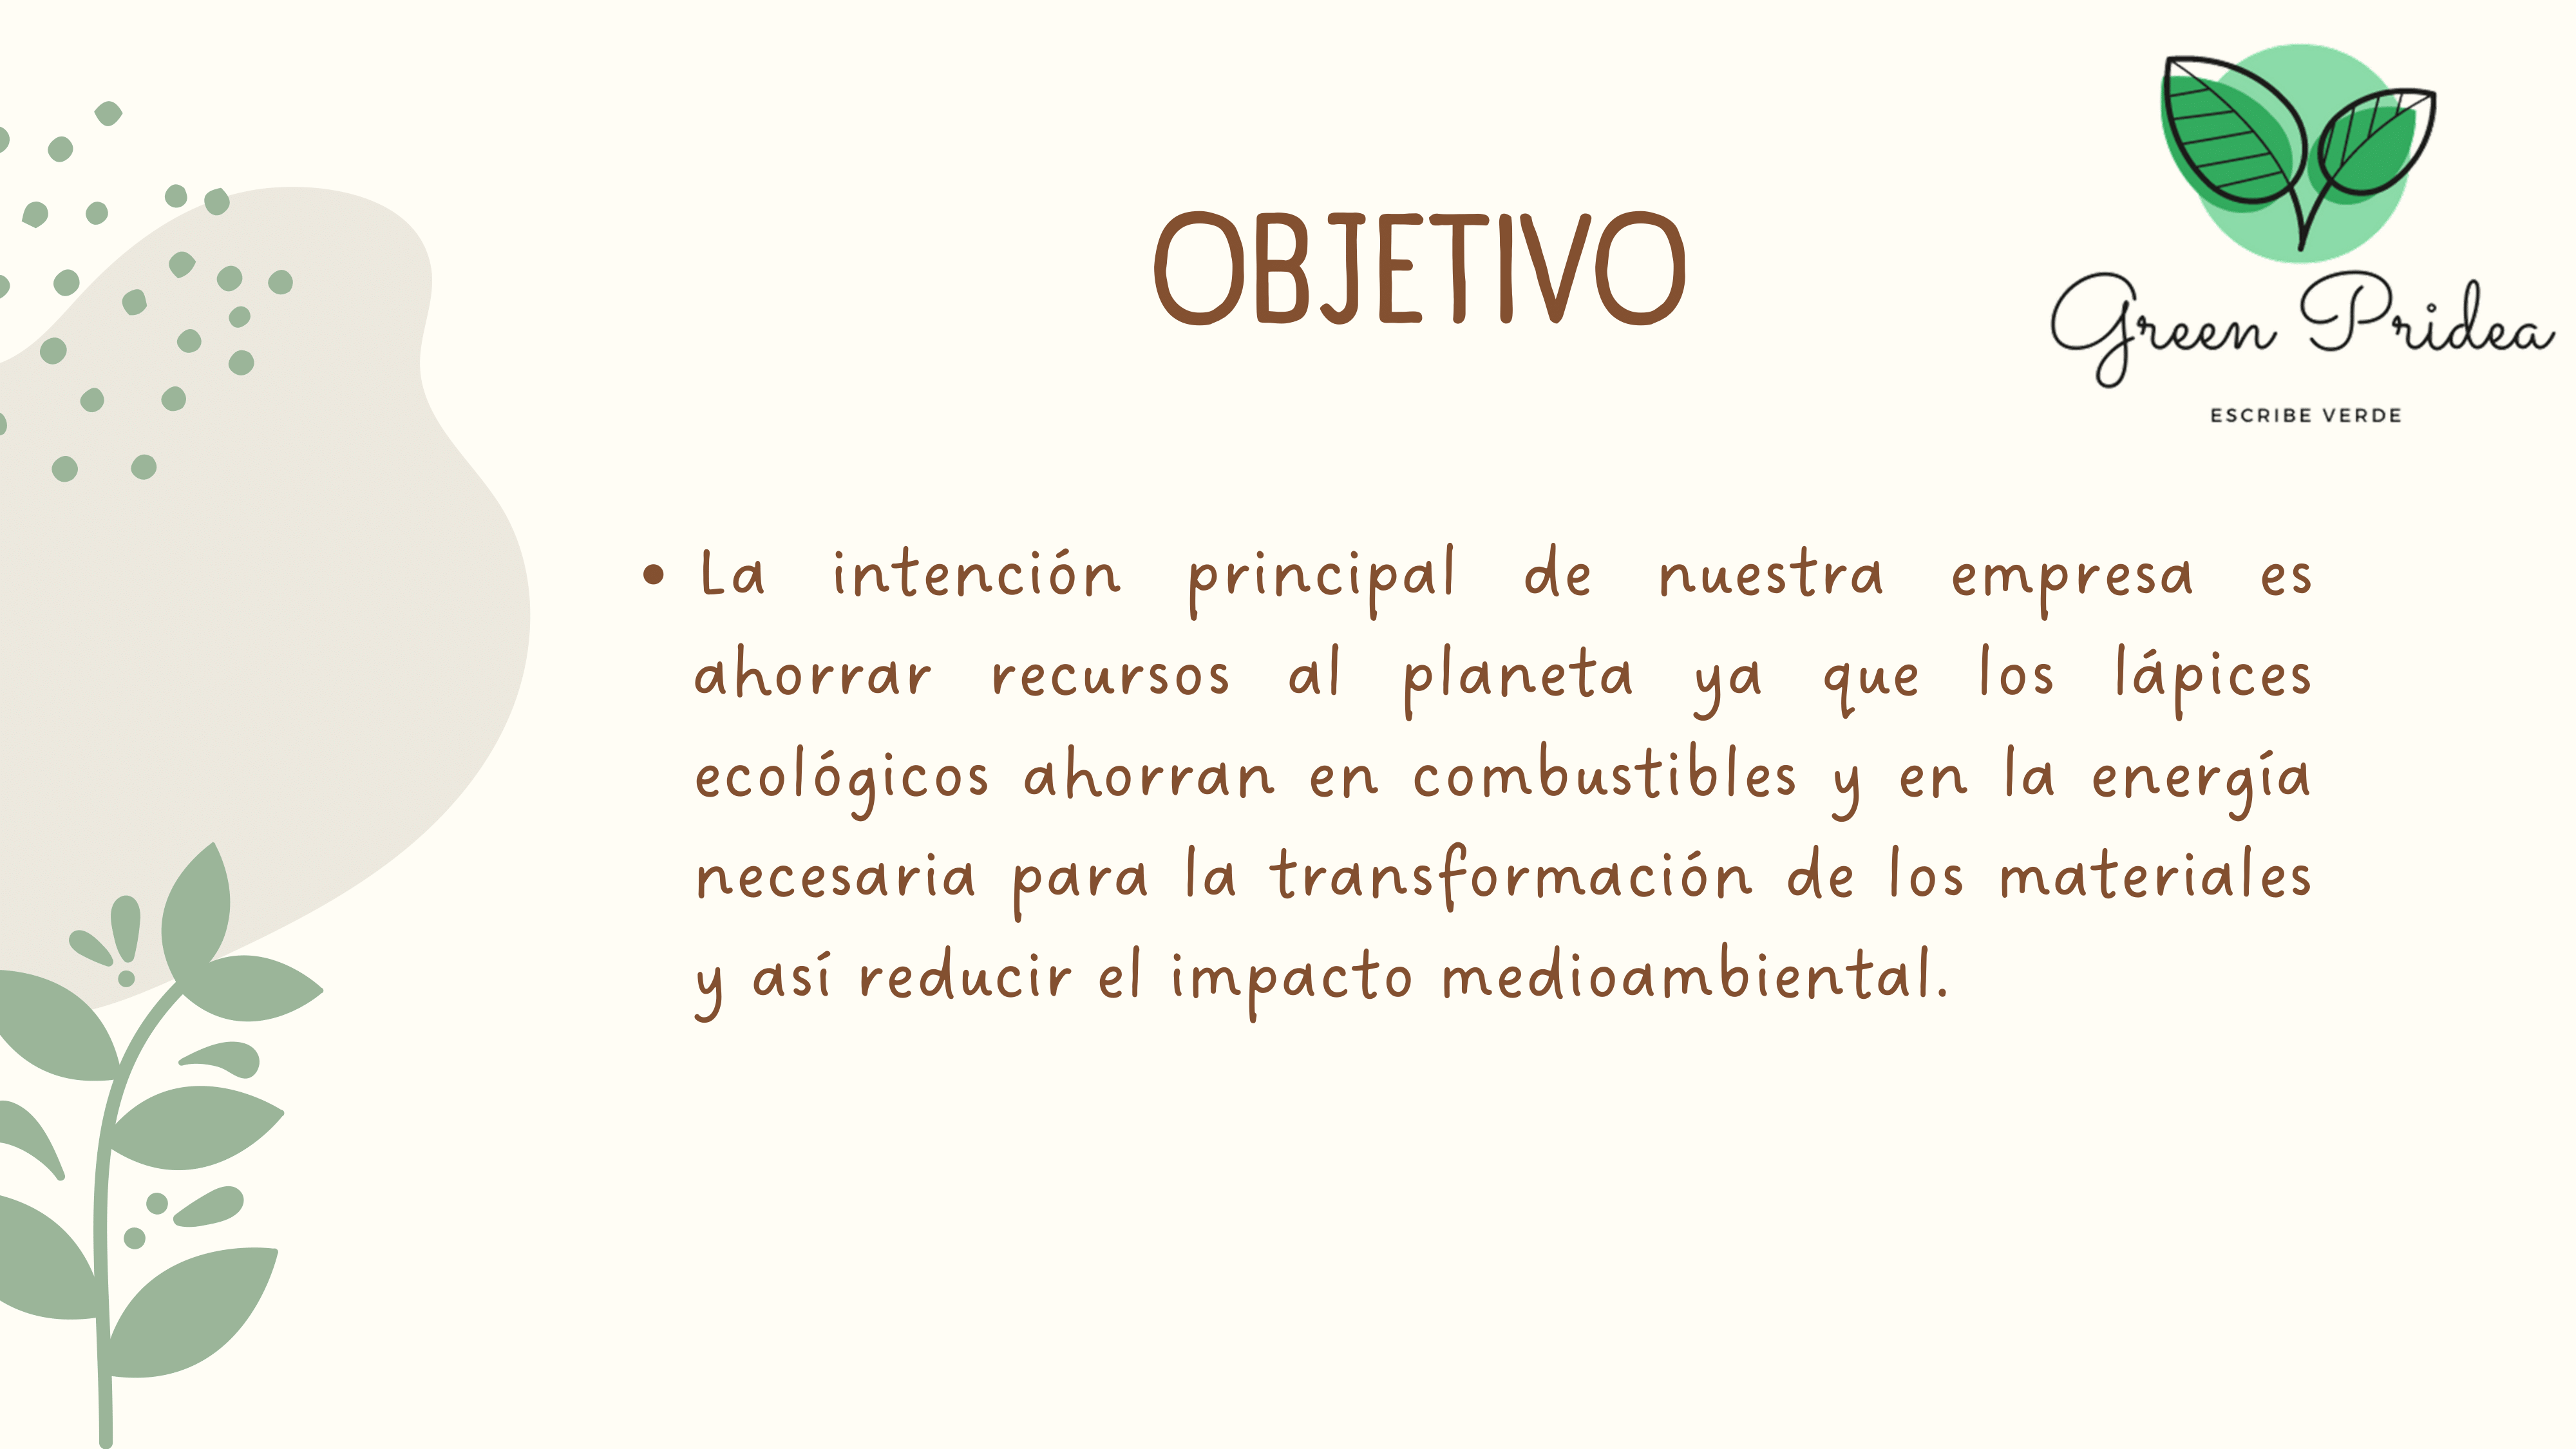 OBJETIVO
Green Pridea
ESCRIBE VERDE
• La intención principal de nuestra empresa es
ahorrar recursos al planeta ya que los lápices
ecológicos ahorran en combustibles y en la energía
necesaria para la transformación de los materiales
y así reducir el impacto medioambiental.